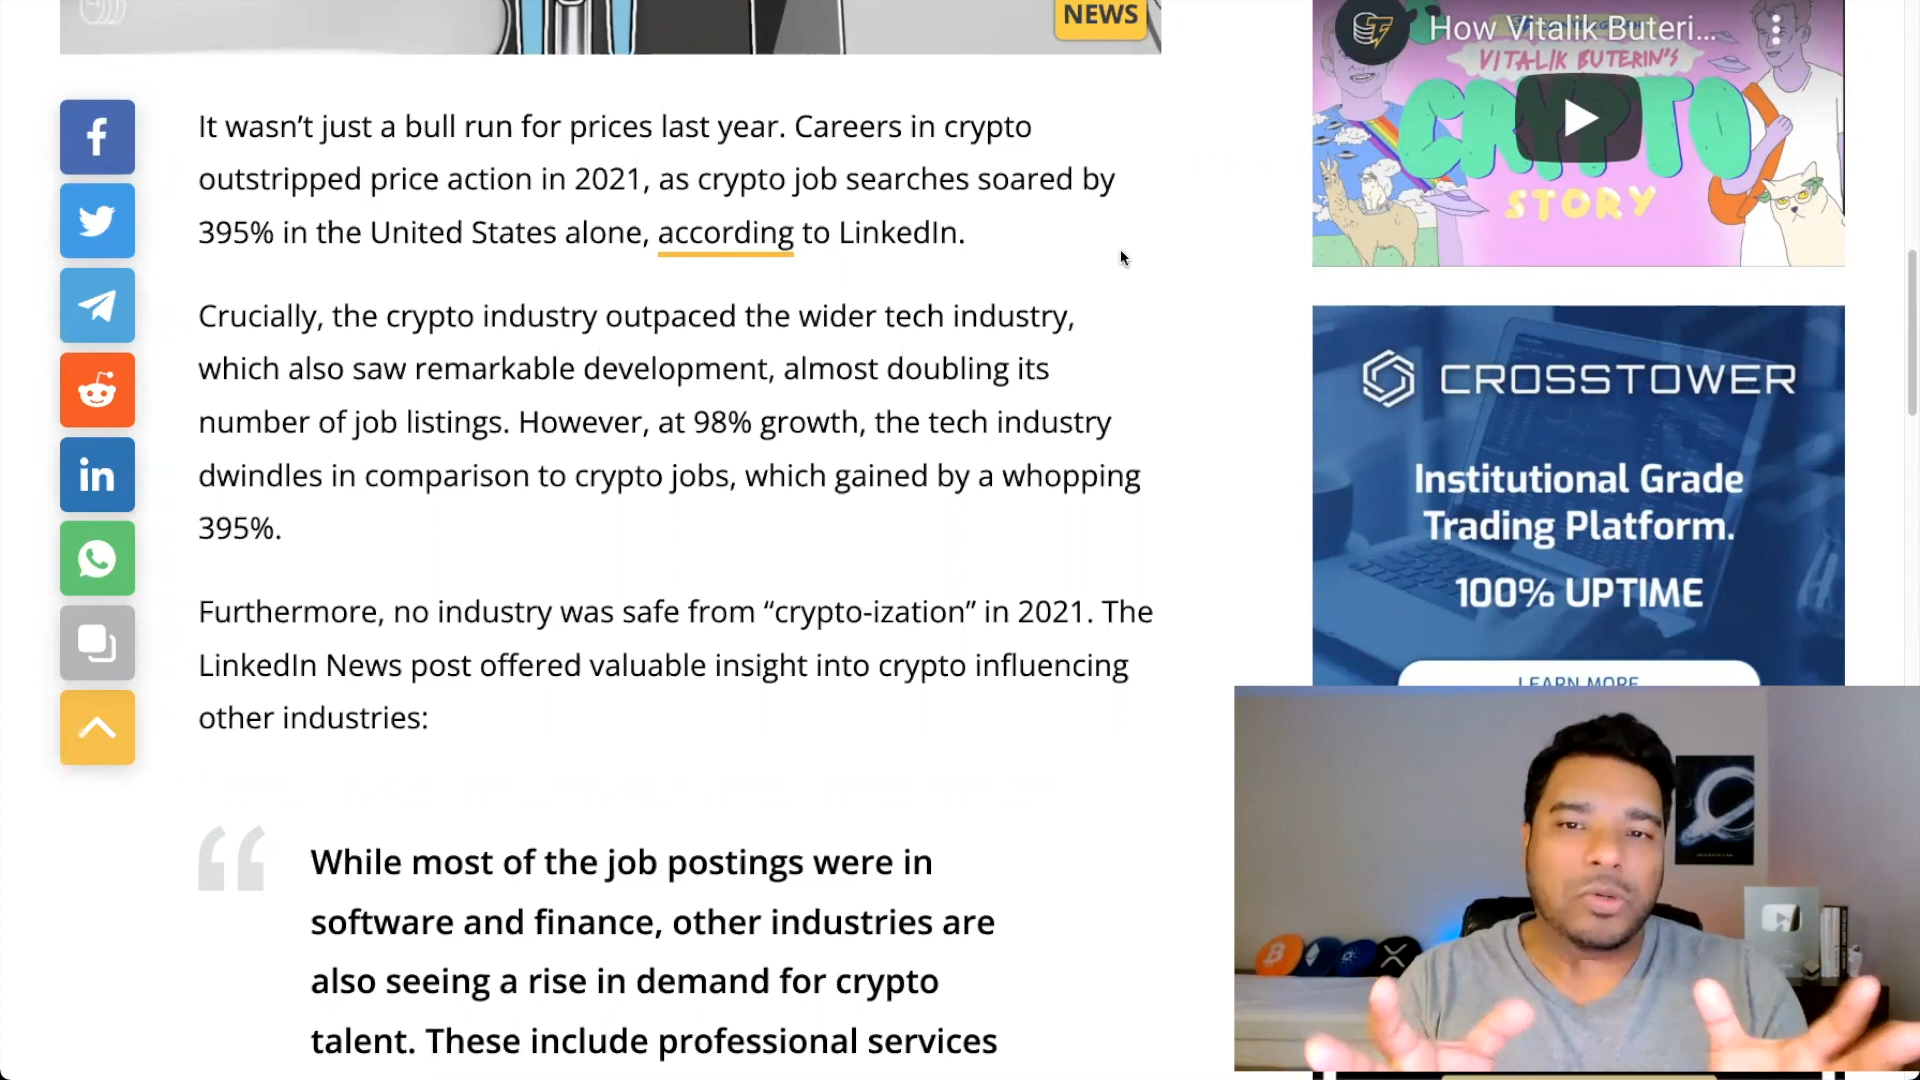 NEWS
It wasn’t just a bull run for prices last year. Careers in crypto
outstripped price action in 2021, as crypto job searches soared by
395% in the United States alone, according to LinkedIn.
Crucially, the crypto industry outpaced the wider tech industry,
which also saw remarkable development, almost doubling its
number of job listings. However, at 98% growth, the tech industry
dwindles in comparison to crypto jobs, which gained by a whopping
395%.
Furthermore, no industry was safe from “crypto-ization” in 2021. The
LinkedIn News post offered valuable insight into crypto influencing
other industries:
While most of the job postings were in
software and finance, other industries are
also seeing a rise in demand for crypto
talent. These include professional services
How Vitalik Buteri...
VITALIK BUTERIN'S
CRYPTO
STORY
CROSSTOWER
Institutional Grade
Trading Platform.
100% UPTIME
LEARN MORE
INTERSTELLAR